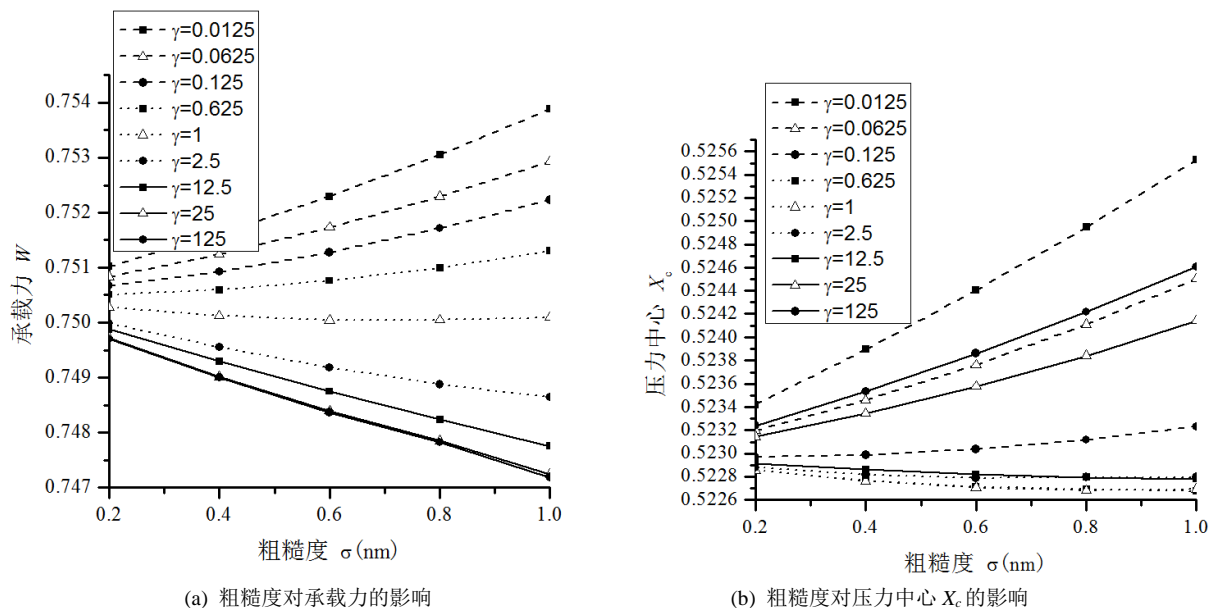 γ=0.0125
γ=0.0625
γ=0.125
γ=0.625
γ=1
γ=2.5
γ=12.5
γ=25
γ=125
0.754
0.753
0.752
0.751
0.750
0.749
0.748
0.747
承载力 W
0.2 0.4 0.6 0.8 1.0
粗糙度 σ(nm)
(a) 粗糙度对承载力的影响
γ=0.0125
γ=0.0625
γ=0.125
γ=0.625
γ=1
γ=2.5
γ=12.5
γ=25
γ=125
0.5256
0.5254
0.5252
0.5250
0.5248
0.5246
0.5244
0.5242
0.5240
0.5238
0.5236
0.5234
0.5232
0.5230
0.5228
0.5226
压力中心 Xc
0.2 0.4 0.6 0.8 1.0
粗糙度 σ(nm)
(b) 粗糙度对压力中心 Xc的影响